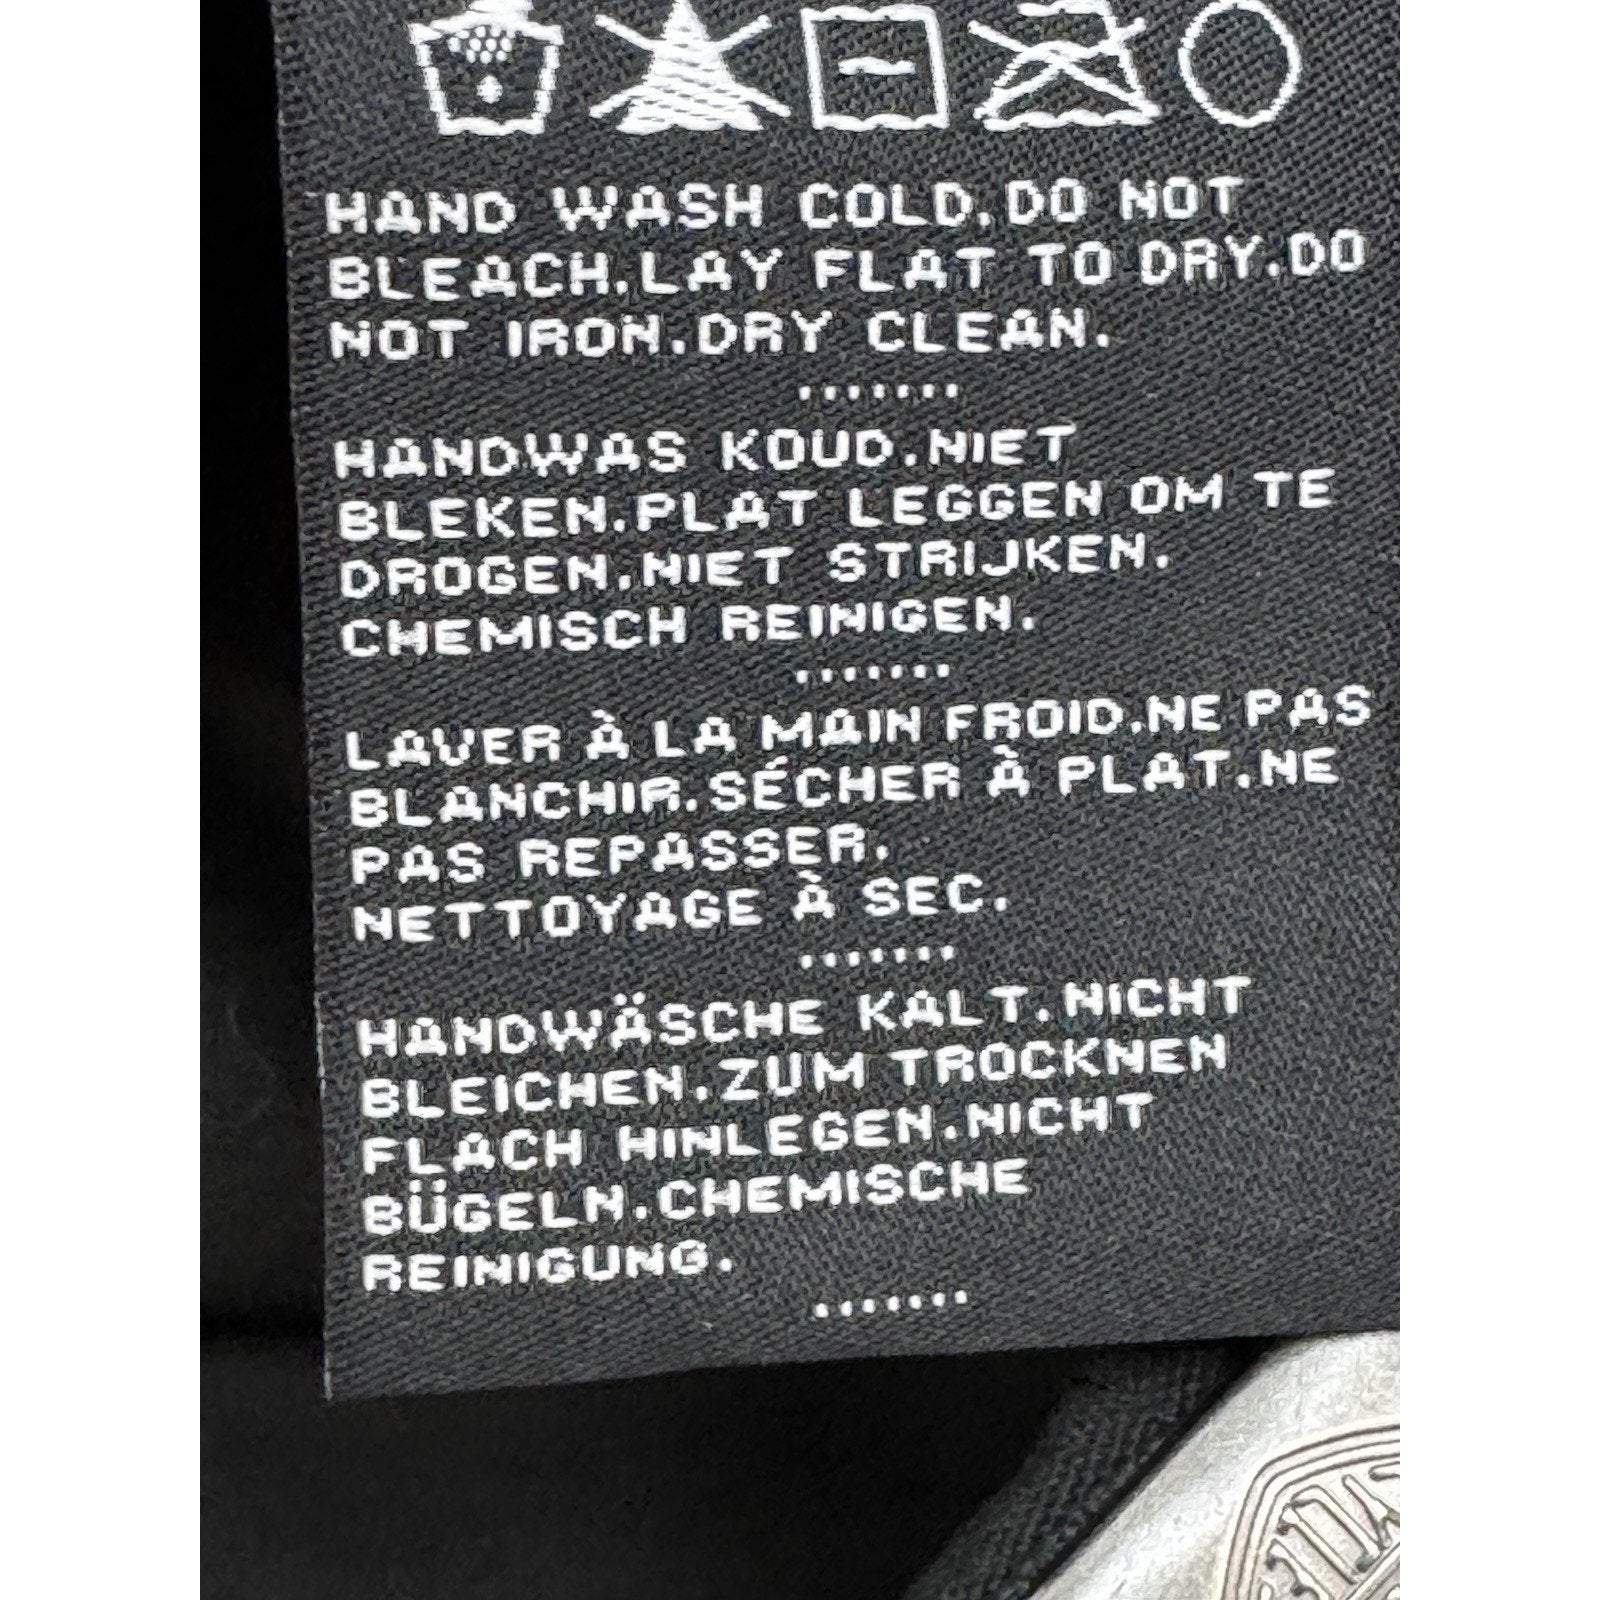 HAND WASH COLD.DO NOT
BLEACH.LAY FLAT TO DRY.DO
NOT IRON.DRY CLEAN.
HANDWAS KOUD.NIET
BLEKEN.PLAT LEGGEN OM TE
DROGEN.NIET STRIJKEN.
CHEMISCH REINIGEN.
LAVER À LA MAIN FROID.NE PAS
BLANCHIR.SÉCHER À PLAT.NE
PAS REPASSER.
NETTOYAGE À SEC.
HANDWÄSCHE KALT.NICHT
BLEICHEN.ZUM TROCKNEN
FLACH HINLEGEN.NICHT
BÜGELN.CHEMISCHE
REINIGUNG.